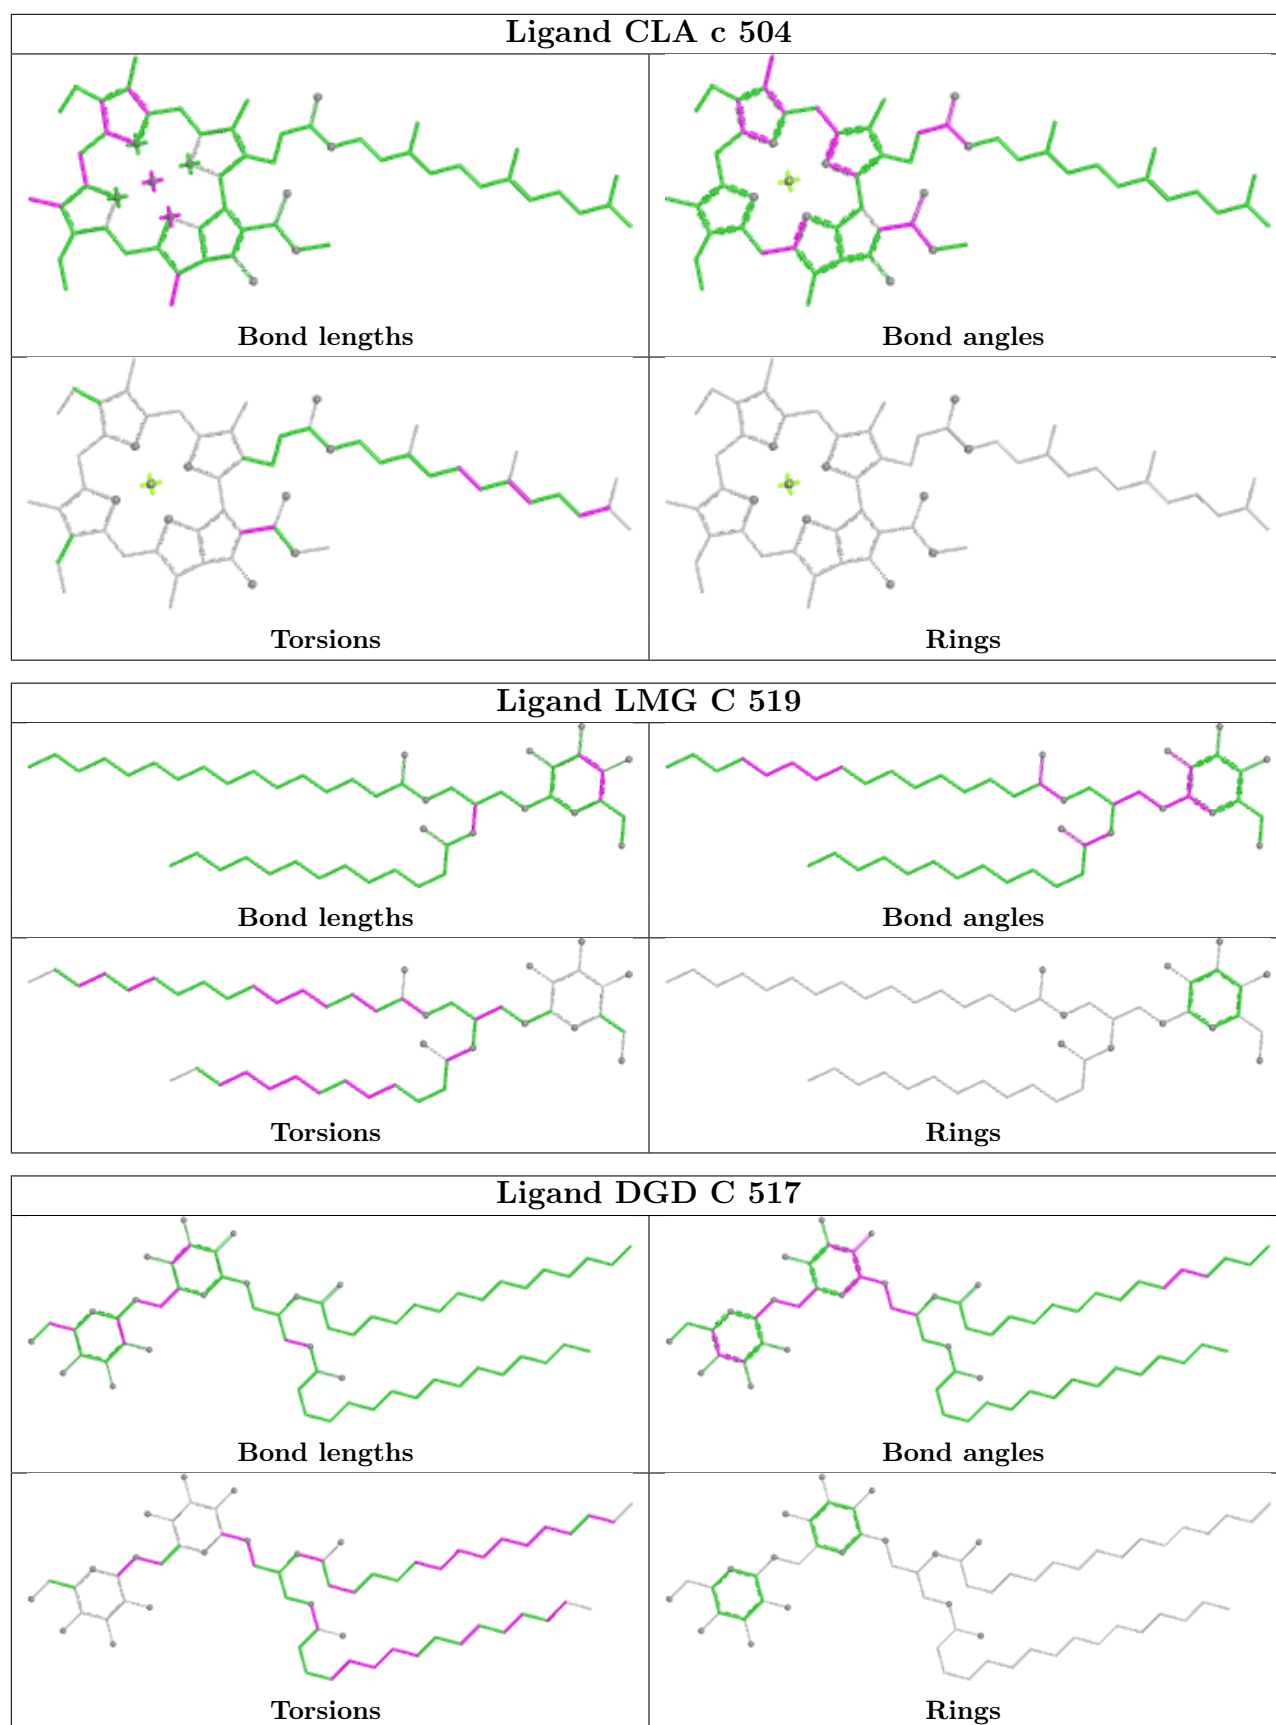 Ligand CLA c 504
Bond lengths
Bond angles
Torsions
Rings
Ligand LMG C 519
Bond lengths
Bond angles
Torsions
Rings
Ligand DGD C 517
Bond lengths
Bond angles
Torsions
Rings